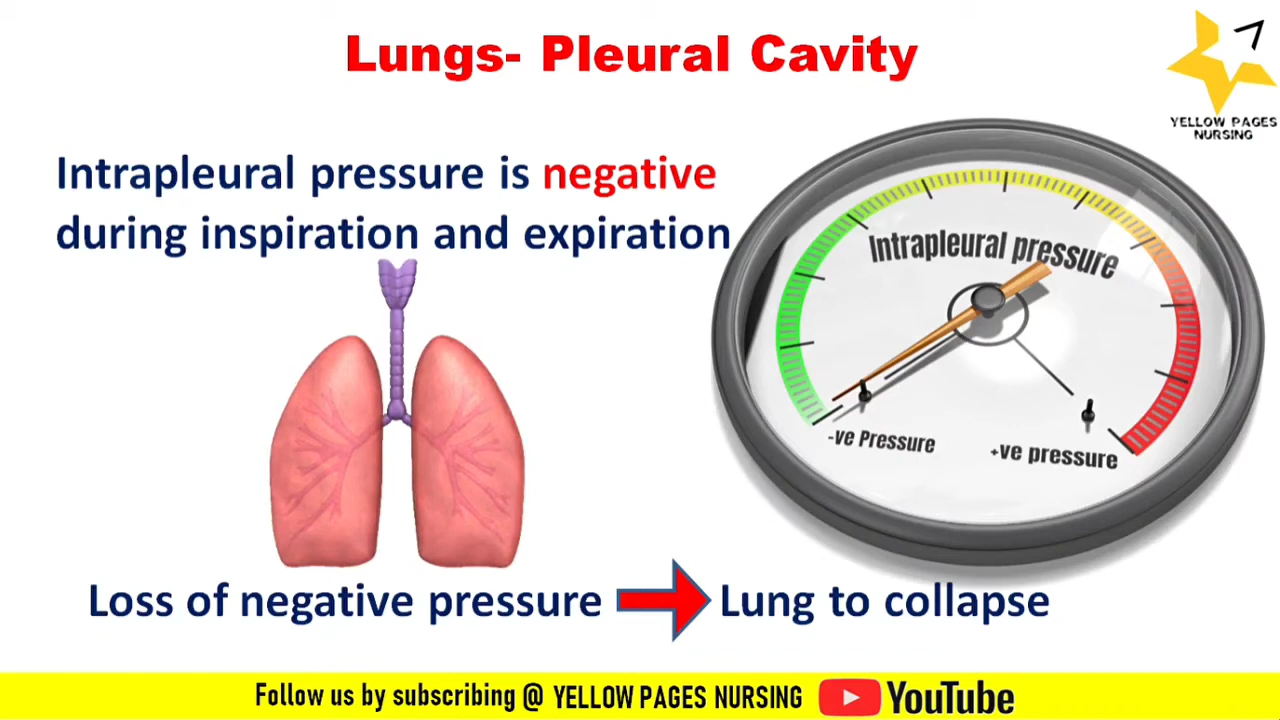 Lungs- Pleural Cavity
YELLOW PAGES
NURSING
Intrapleural pressure is negative
during inspiration and expiration
Intrapleural pressure
-ve Pressure
+ve pressure
Loss of negative pressure
Lung to collapse
Follow us by subscribing @ YELLOW PAGES NURSING
YouTube